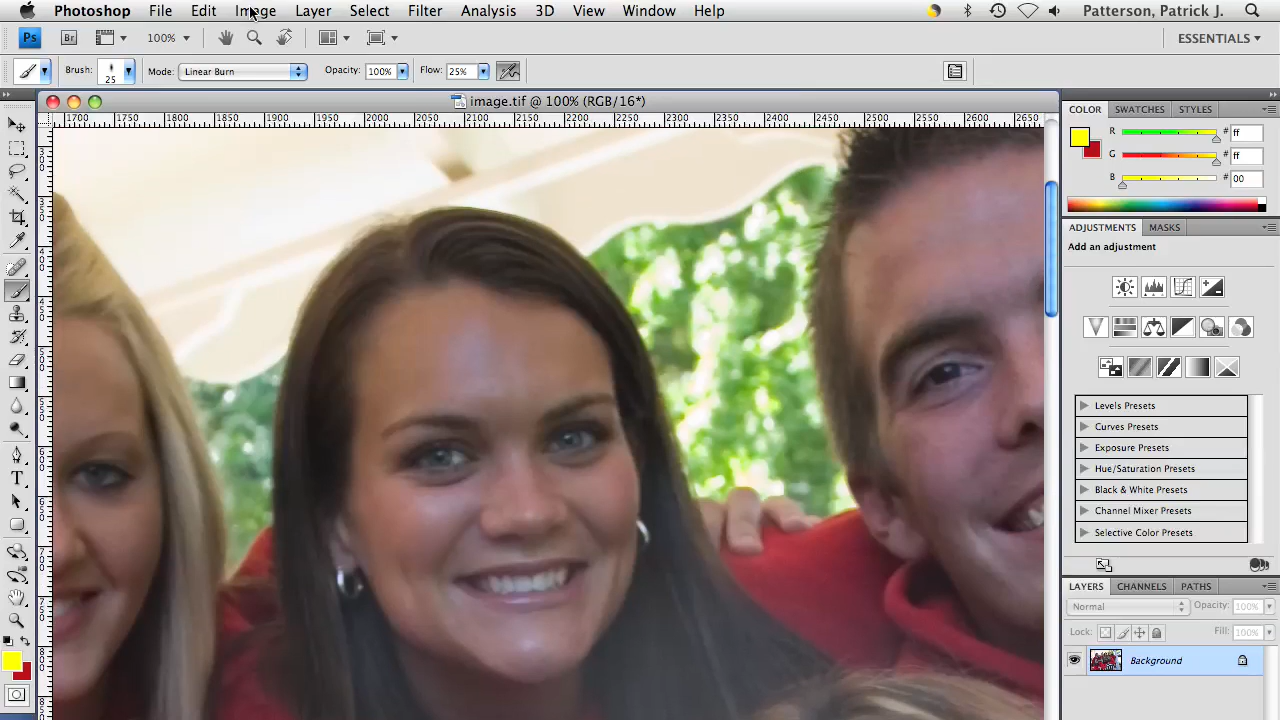 Photoshop File Edit Image Layer Select Filter Analysis 3D View Window Help Patterson, Patrick J.
Ps Br 100% ESSENTIALS
Brush: 25 Mode: Linear Burn Opacity: 100% Flow: 25%
image.tif @ 100% (RGB/16*)
1700 1750 1800 1850 1900 1950 2000 2050 2100 2150 2200 2250 2300 2350 2400 2450 2500 2550 2600 2650
COLOR SWATCHES STYLES
R # ff
G # ff
B # 00
ADJUSTMENTS MASKS
Add an adjustment
Levels Presets
Curves Presets
Exposure Presets
Hue/Saturation Presets
Black & White Presets
Channel Mixer Presets
Selective Color Presets
LAYERS CHANNELS PATHS
Normal Opacity: 100%
Lock: Fill: 100%
Background